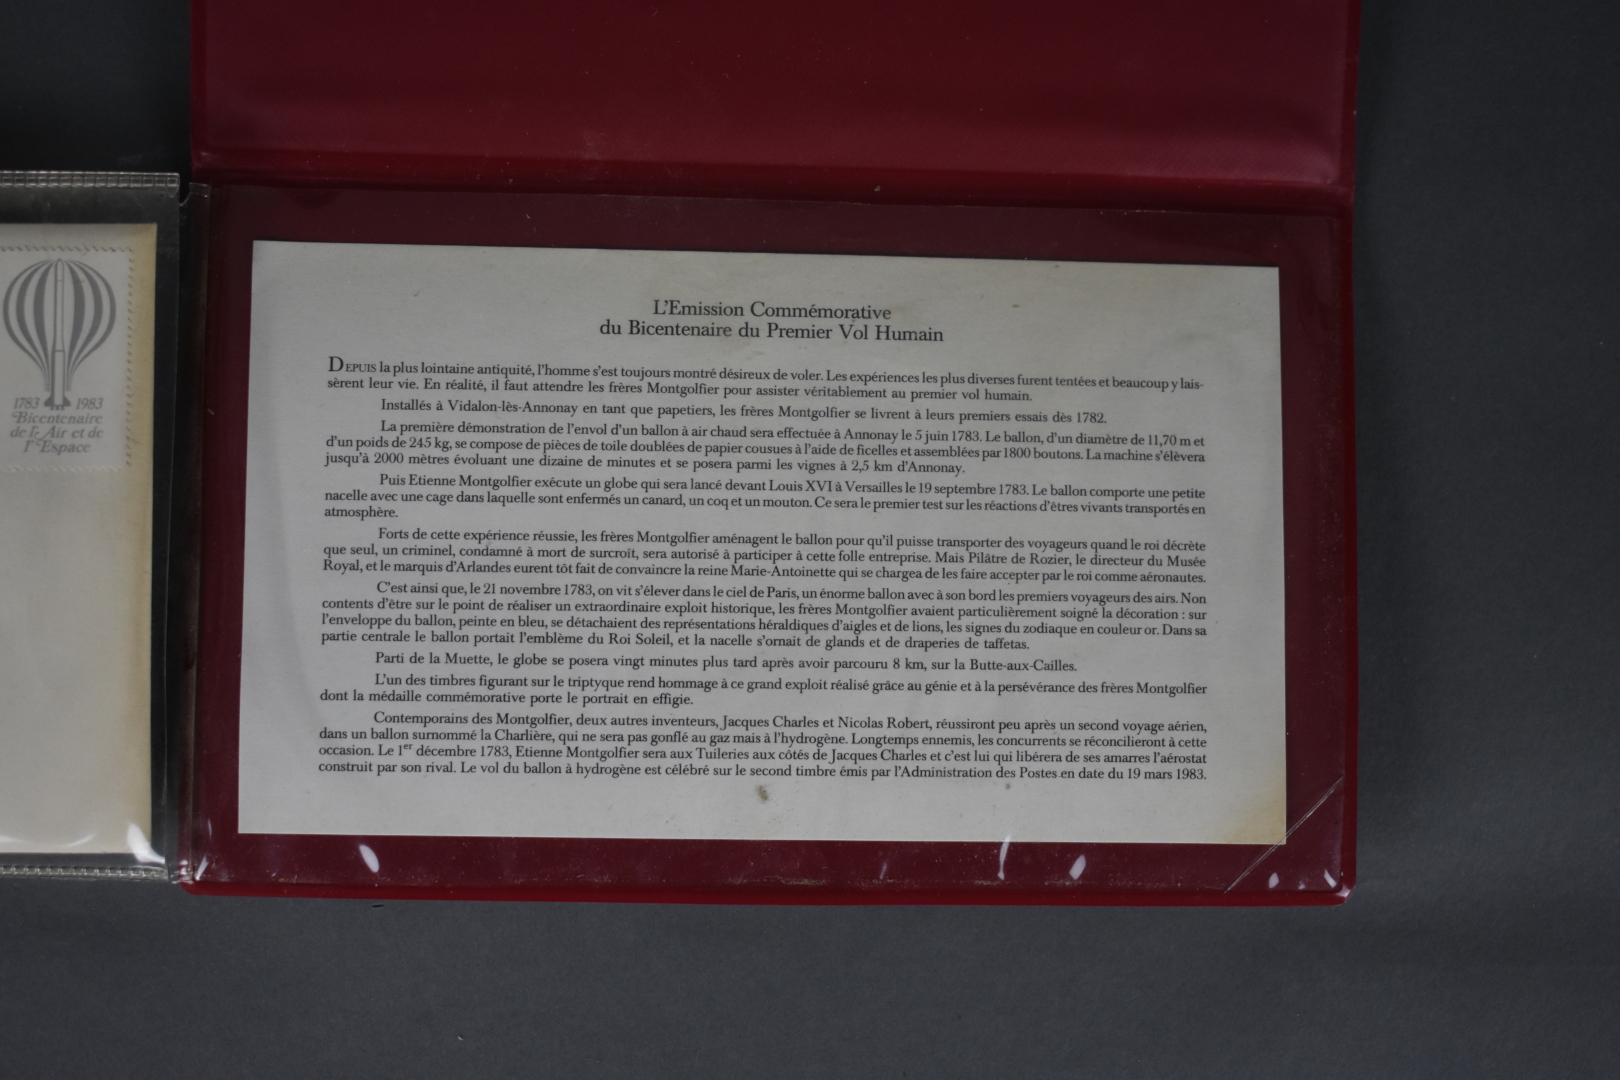 1783 1983
Bicentenaire
de l'Air et de
l'Espace
L'Emission Commémorative
du Bicentenaire du Premier Vol Humain
DEPUIS la plus lointaine antiquité, l'homme s'est toujours montré désireux de voler. Les expériences les plus diverses furent tentées et beaucoup y lais-
sèrent leur vie. En réalité, il faut attendre les frères Montgolfier pour assister véritablement au premier vol humain.
Installés à Vidalon-lès-Annonay en tant que papetiers, les frères Montgolfier se livrent à leurs premiers essais dès 1782.
La première démonstration de l'envol d'un ballon à air chaud sera effectuée à Annonay le 5 juin 1783. Le ballon, d'un diamètre de 11,70 m et
d'un poids de 245 kg, se compose de pièces de toile doublées de papier cousues à l'aide de ficelles et assemblées par 1800 boutons. La machine s'élèvera
jusqu'à 2000 mètres évoluant une dizaine de minutes et se posera parmi les vignes à 2,5 km d'Annonay.
Puis Etienne Montgolfier exécute un globe qui sera lancé devant Louis XVI à Versailles le 19 septembre 1783. Le ballon comporte une petite
nacelle avec une cage dans laquelle sont enfermés un canard, un coq et un mouton. Ce sera le premier test sur les réactions d'êtres vivants transportés en
atmosphère.
Forts de cette expérience réussie, les frères Montgolfier aménagent le ballon pour qu'il puisse transporter des voyageurs quand le roi décrète
que seul, un criminel, condamné à mort de surcroît, sera autorisé à participer à cette folle entreprise. Mais Pilâtre de Rozier, le directeur du Musée
Royal, et le marquis d'Arlandes eurent tôt fait de convaincre la reine Marie-Antoinette qui se chargea de les faire accepter par le roi comme aéronautes.
C'est ainsi que, le 21 novembre 1783, on vit s'élever dans le ciel de Paris, un énorme ballon avec à son bord les premiers voyageurs des airs. Non
contents d'être sur le point de réaliser un extraordinaire exploit historique, les frères Montgolfier avaient particulièrement soigné la décoration : sur
l'enveloppe du ballon, peinte en bleu, se détachaient des représentations héraldiques d'aigles et de lions, les signes du zodiaque en couleur or. Dans sa
partie centrale le ballon portait l'emblème du Roi Soleil, et la nacelle s'ornait de glands et de draperies de taffetas.
Parti de la Muette, le globe se posera vingt minutes plus tard après avoir parcouru 8 km, sur la Butte-aux-Cailles.
L'un des timbres figurant sur le triptyque rend hommage à ce grand exploit réalisé grâce au génie et à la persévérance des frères Montgolfier
dont la médaille commémorative porte le portrait en effigie.
Contemporains des Montgolfier, deux autres inventeurs, Jacques Charles et Nicolas Robert, réussiront peu après un second voyage aérien,
dans un ballon surnommé la Charlière, qui ne sera pas gonflé au gaz mais à l'hydrogène. Longtemps ennemis, les concurrents se réconcilieront à cette
occasion. Le 1er décembre 1783, Etienne Montgolfier sera aux Tuileries aux côtés de Jacques Charles et c'est lui qui libérera de ses amarres l'aérostat
construit par son rival. Le vol du ballon à hydrogène est célébré sur le second timbre émis par l'Administration des Postes en date du 19 mars 1983.